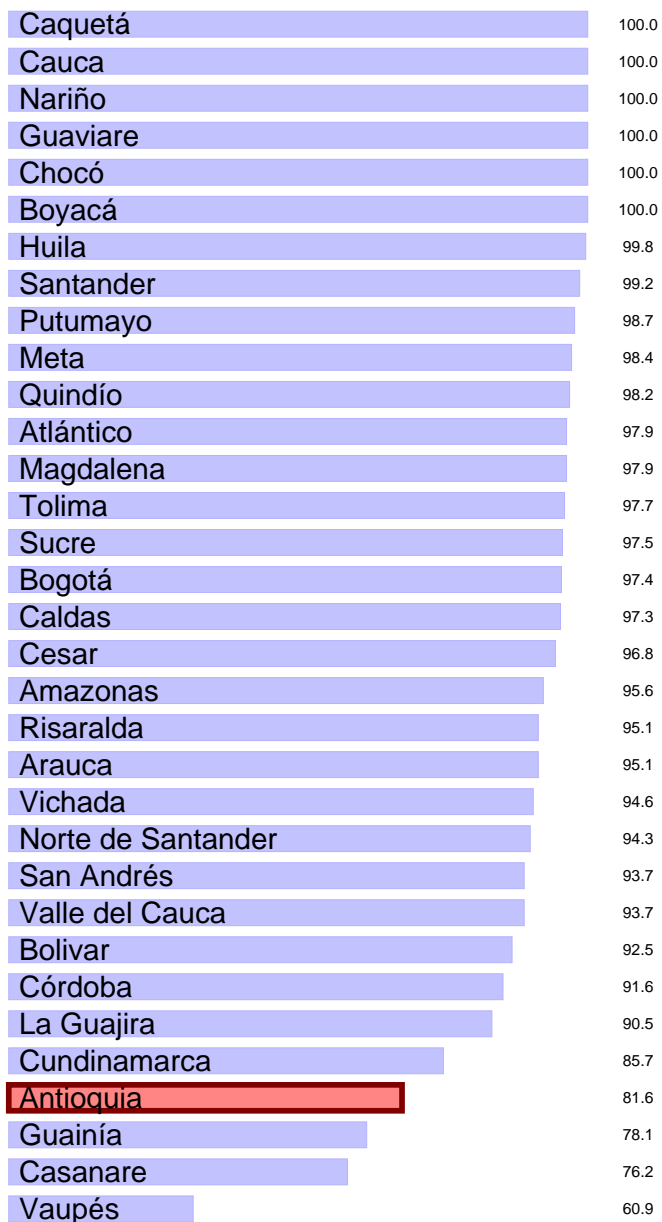 Caquetá 100.0
Cauca 100.0
Nariño 100.0
Guaviare 100.0
Chocó 100.0
Boyacá 100.0
Huila 99.8
Santander 99.2
Putumayo 98.7
Meta 98.4
Quindío 98.2
Atlántico 97.9
Magdalena 97.9
Tolima 97.7
Sucre 97.5
Bogotá 97.4
Caldas 97.3
Cesar 96.8
Amazonas 95.6
Risaralda 95.1
Arauca 95.1
Vichada 94.6
Norte de Santander 94.3
San Andrés 93.7
Valle del Cauca 93.7
Bolivar 92.5
Córdoba 91.6
La Guajira 90.5
Cundinamarca 85.7
Antioquia 81.6
Guainía 78.1
Casanare 76.2
Vaupés 60.9